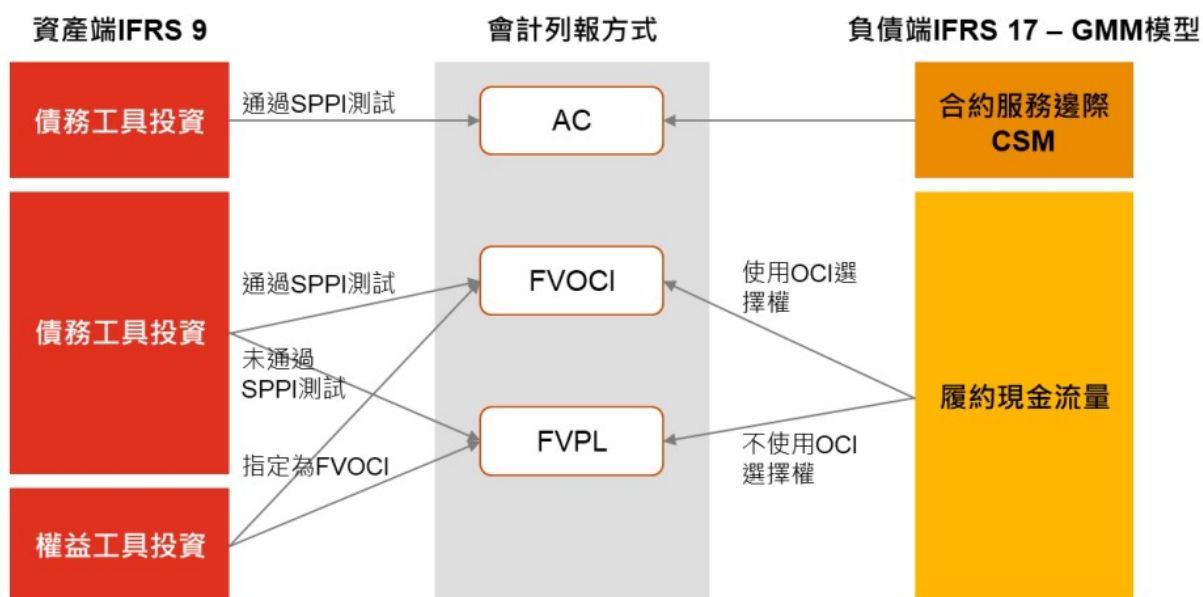 資產端IFRS 9
會計列報方式
負債端IFRS 17 – GMM模型
債務工具投資
通過SPPI測試
AC
合約服務邊際
CSM
債務工具投資
通過SPPI測試
未通過
SPPI測試
FVOCI
使用OCI選
擇權
履約現金流量
指定為FVOCI
FVPL
不使用OCI
選擇權
權益工具投資